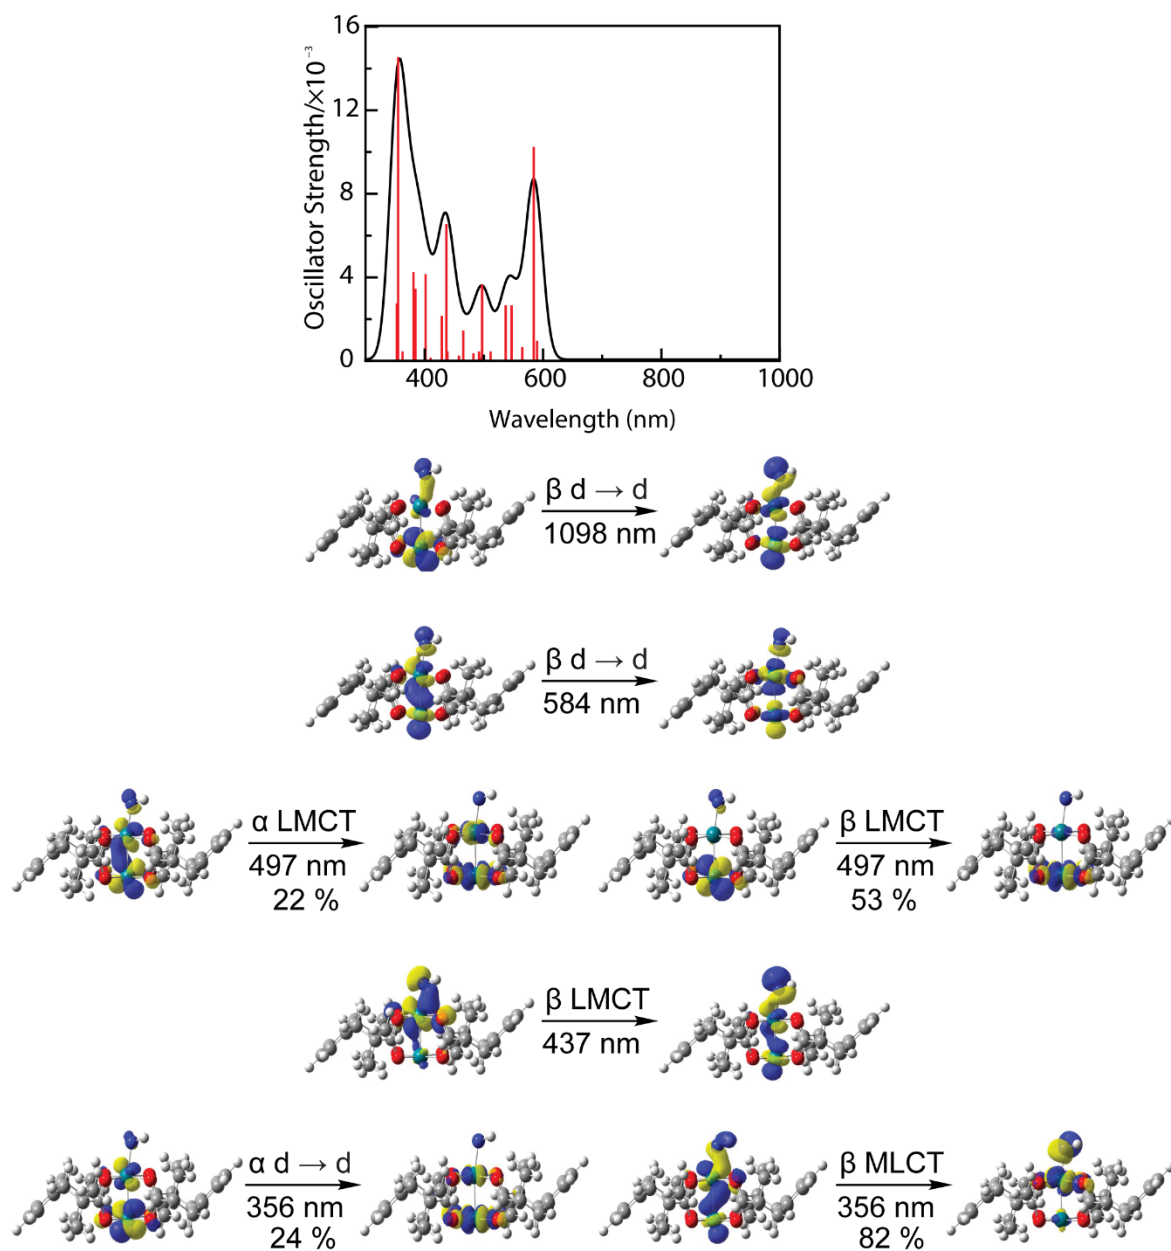 16
12
8
4
0
Oscillator Strength/×10⁻³
400
600
800
1000
Wavelength (nm)
β d → d
1098 nm
β d → d
584 nm
α LMCT
497 nm
22 %
β LMCT
497 nm
53 %
β LMCT
437 nm
α d → d
356 nm
24 %
β MLCT
356 nm
82 %